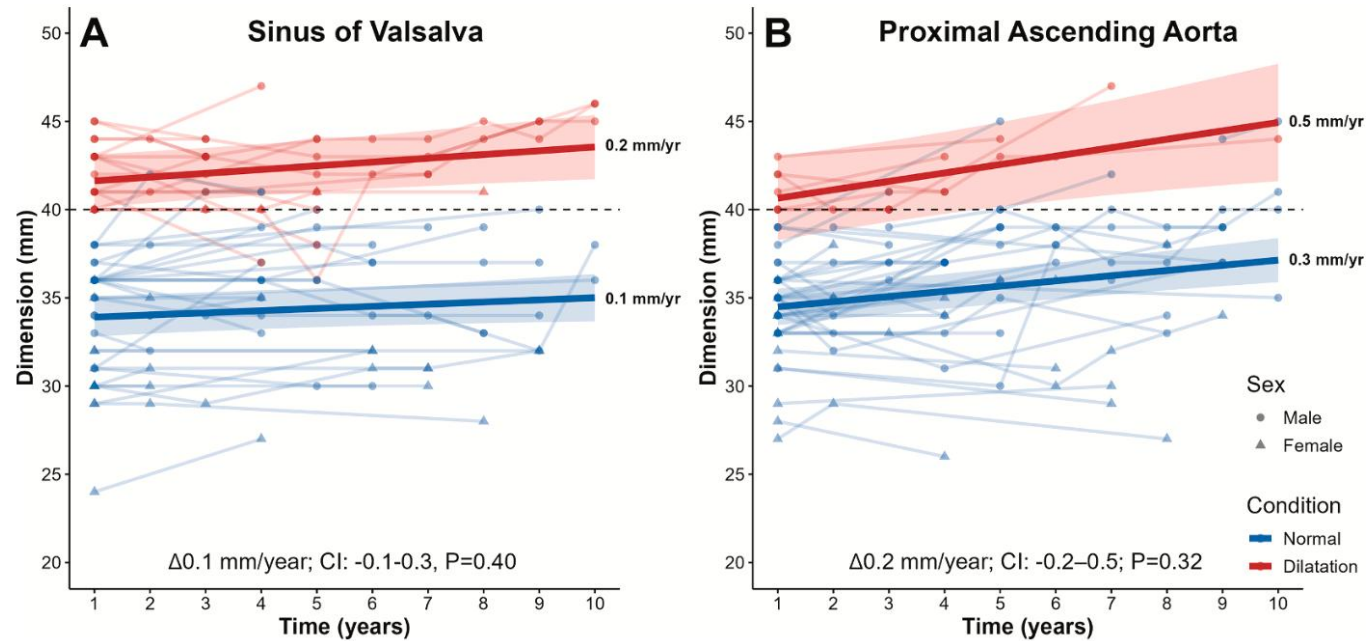 A Sinus of Valsalva
Dimension (mm)
50
45
40
35
30
25
20
0.2 mm/yr
0.1 mm/yr
Δ0.1 mm/year; CI: -0.1-0.3, P=0.40
1 2 3 4 5 6 7 8 9 10
Time (years)
B Proximal Ascending Aorta
Dimension (mm)
50
45
40
35
30
25
20
0.5 mm/yr
0.3 mm/yr
Δ0.2 mm/year; CI: -0.2–0.5; P=0.32
1 2 3 4 5 6 7 8 9 10
Time (years)
Sex
Male
Female
Condition
Normal
Dilatation